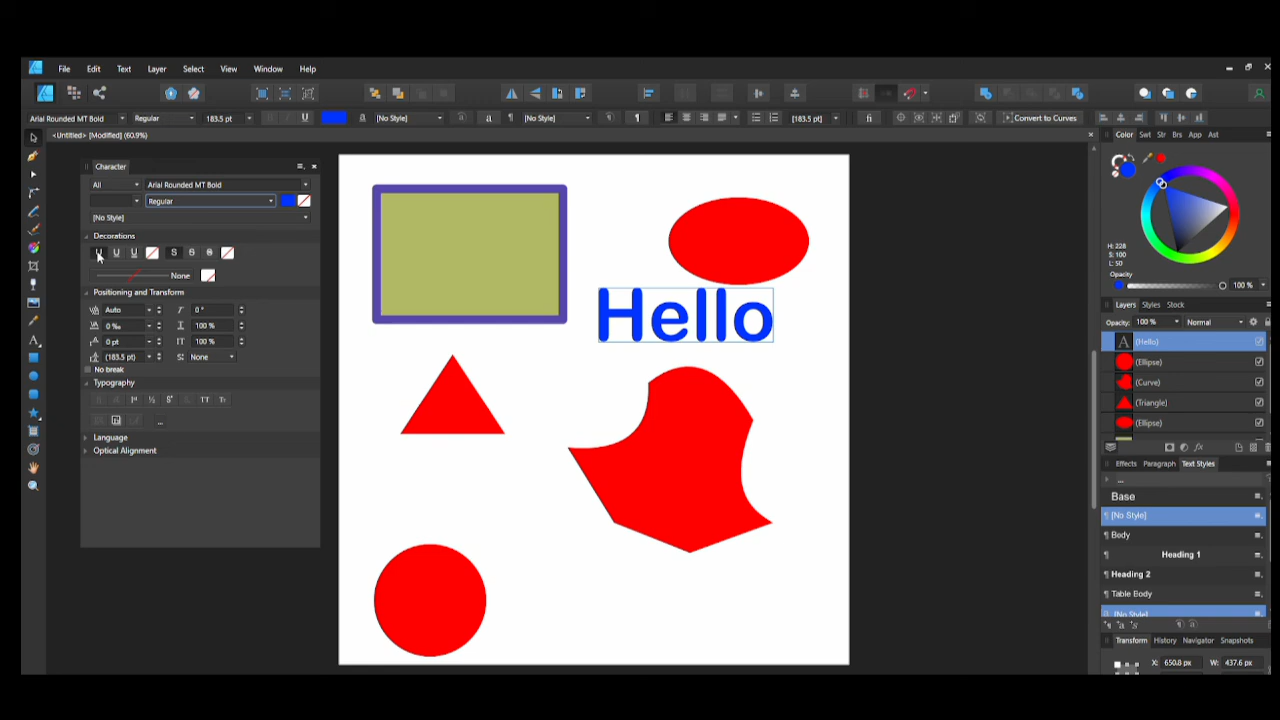 File Edit Text Layer Select View Window Help
Arial Rounded MT Bold Regular 183.5 pt U [No Style] a [No Style] [183.5 pt] fi Convert to Curves
<Untitled> [Modified] (60.9%)
Color Swt Str Brs App Ast
Character
All Arial Rounded MT Bold
Regular
[No Style]
Decorations
U U U S S S
None
Positioning and Transform
Auto 0 °
0 ‰ 100 %
0 pt 100 %
(183.5 pt) None
No break
Typography
TT
...
Language
Optical Alignment
Hello
H: 228
S: 100
L: 50
Opacity
100 %
Layers Styles Stock
Opacity: 100 % Normal
A (Hello)
(Ellipse)
(Curve)
(Triangle)
(Ellipse)
Effects Paragraph Text Styles
...
Base
[No Style]
Body
Heading 1
Heading 2
Table Body
[No Style]
Transform History Navigator Snapshots
X: 650.8 px W: 437.6 px